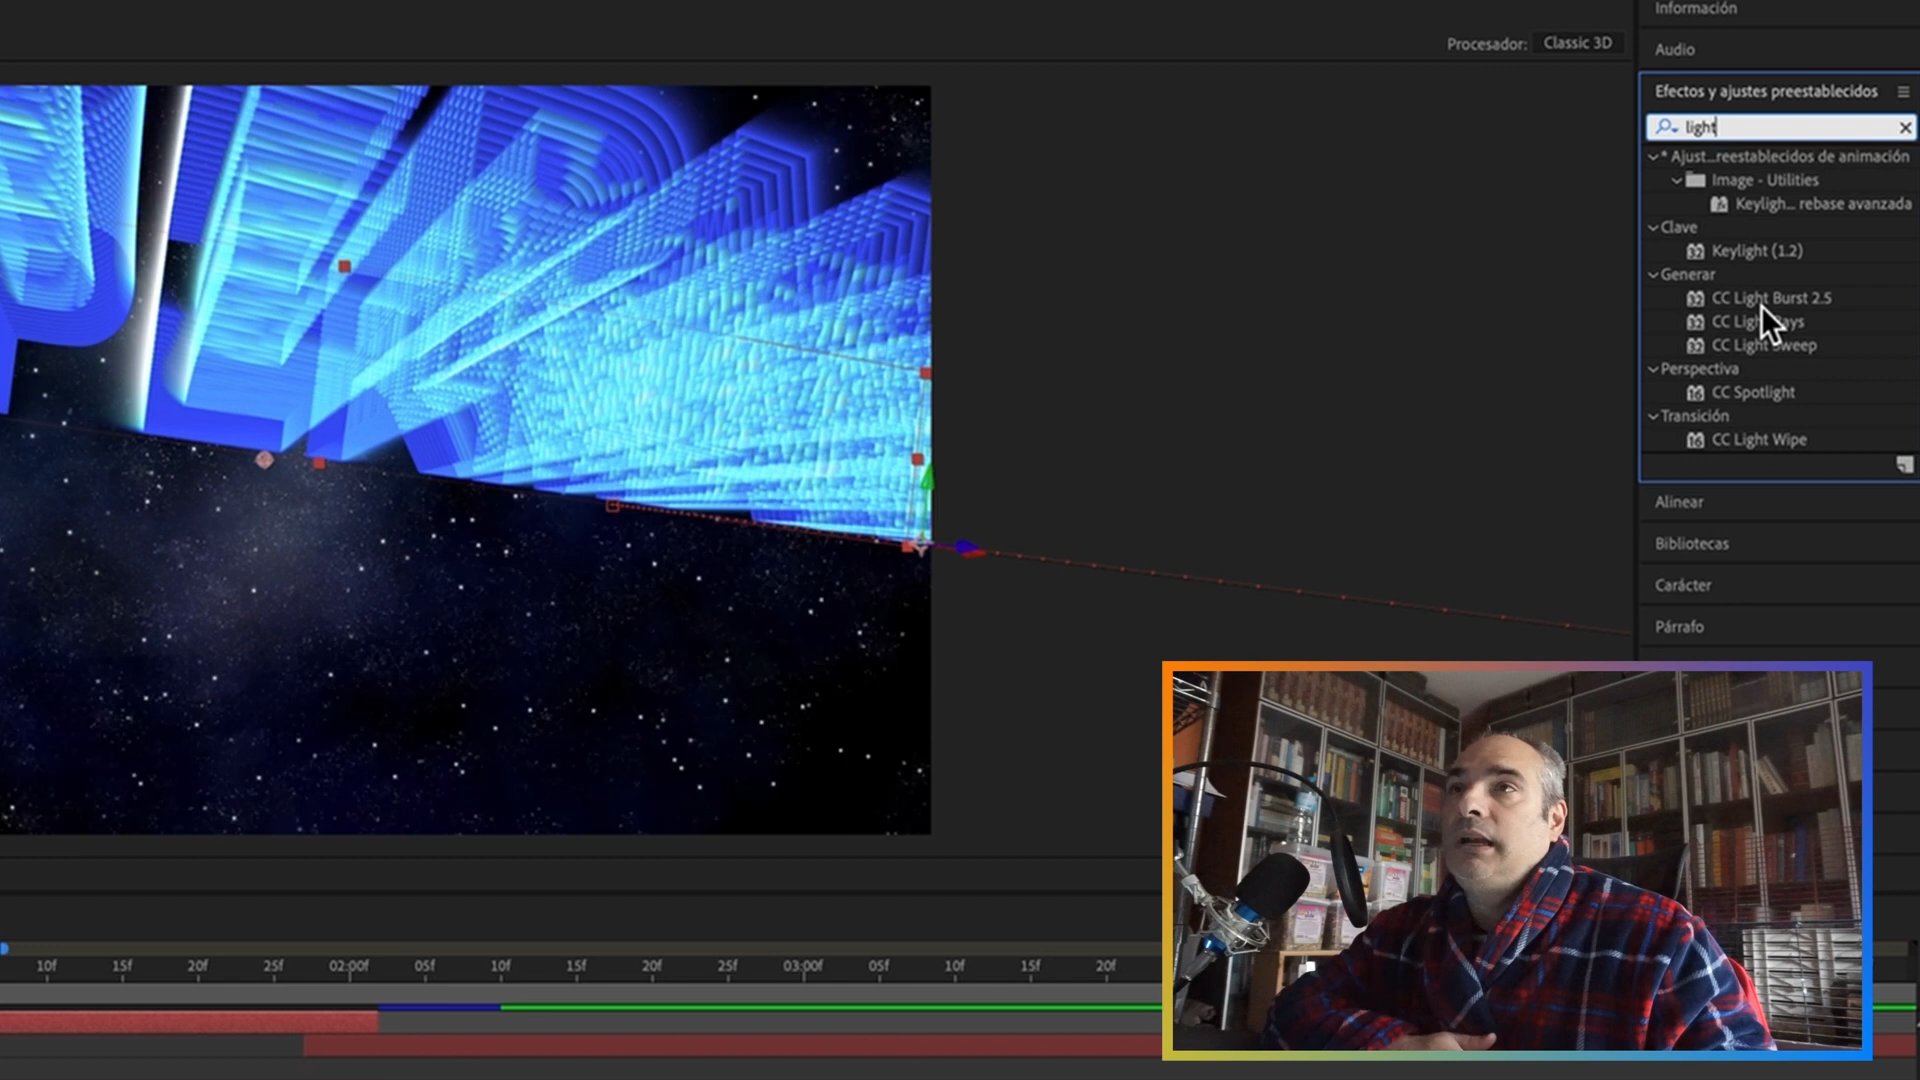 Información
Procesador: Classic 3D
Audio
Efectos y ajustes preestablecidos
light
* Ajust...reestablecidos de animación
Image - Utilities
Keyligh... rebase avanzada
Clave
Keylight (1.2)
Generar
CC Light Burst 2.5
CC Light Rays
CC Light Sweep
Perspectiva
CC Spotlight
Transición
CC Light Wipe
Alinear
Bibliotecas
Carácter
Párrafo
10f 15f 20f 25f 02:00f 05f 10f 15f 20f 25f 03:00f 05f 10f 15f 20f